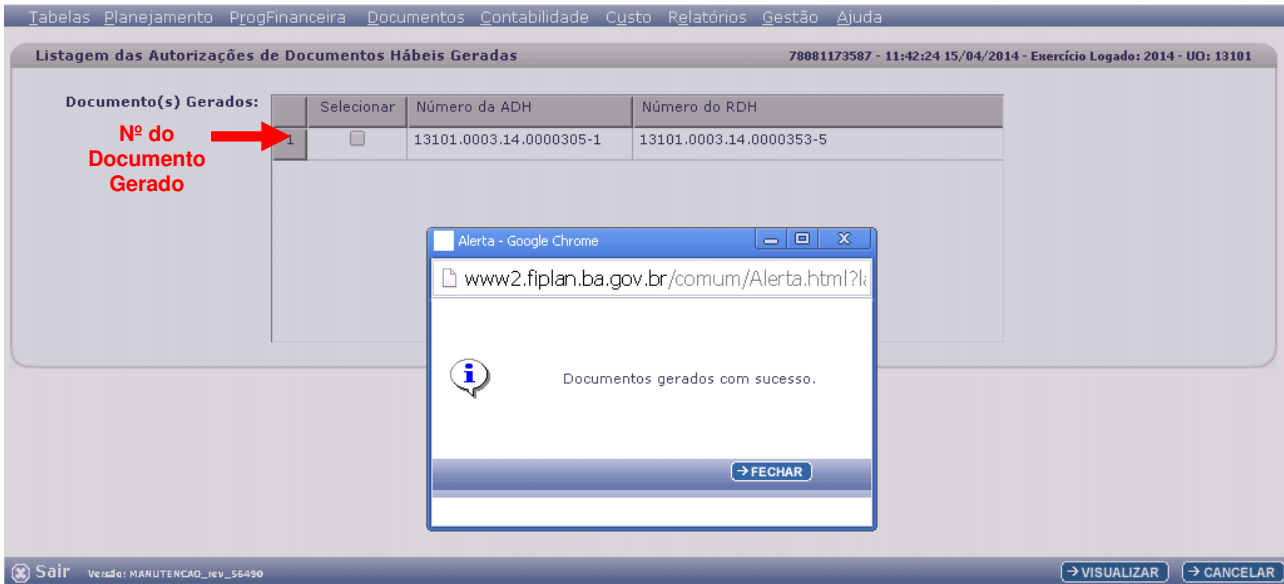 Tabelas Planejamento ProgFinanceira Documentos Contabilidade Custo Relatórios Gestão Ajuda
Listagem das Autorizações de Documentos Hábeis Geradas 78081173587 - 11:42:24 15/04/2014 - Exercício Logado: 2014 - UO: 13101
Documento(s) Gerados: Selecionar Número da ADH Número do RDH
1 13101.0003.14.0000305-1 13101.0003.14.0000353-5
Nº do
Documento
Gerado
Alerta - Google Chrome
www2.fiplan.ba.gov.br/comum/Alerta.html?l
Documentos gerados com sucesso.
FECHAR
Sair Versão: MANUTENCAO_rev_56490 VISUALIZAR CANCELAR